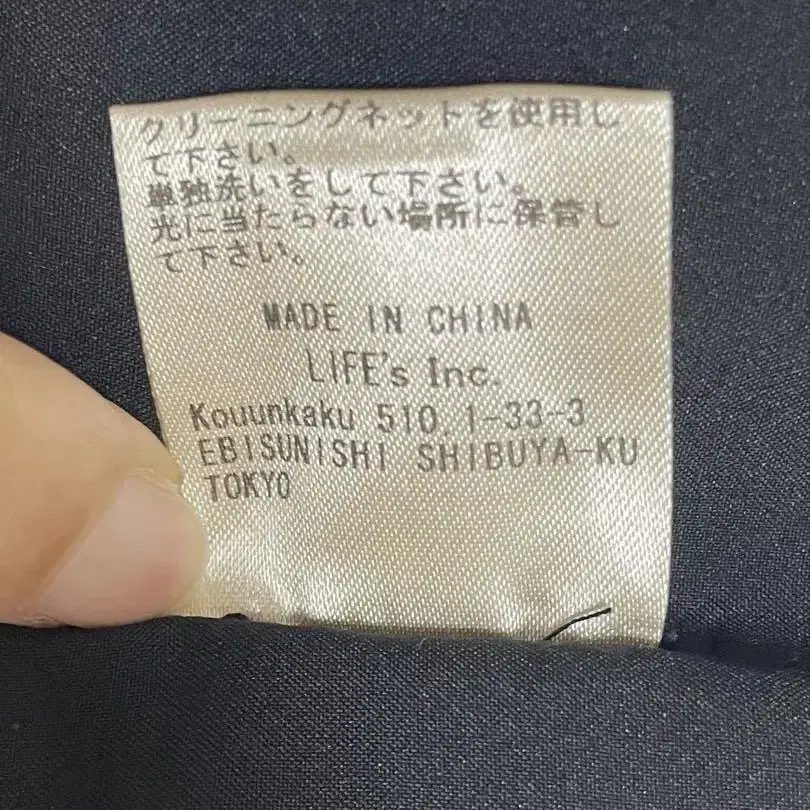 クリーニングネットを使用し
て下さい。
単独洗いをして下さい。
光に当たらない場所に保管し
て下さい。
MADE IN CHINA
LIFE's Inc.
Kouunkaku 510, 1-33-3
EBISUNISHI SHIBUYA-KU
TOKYO